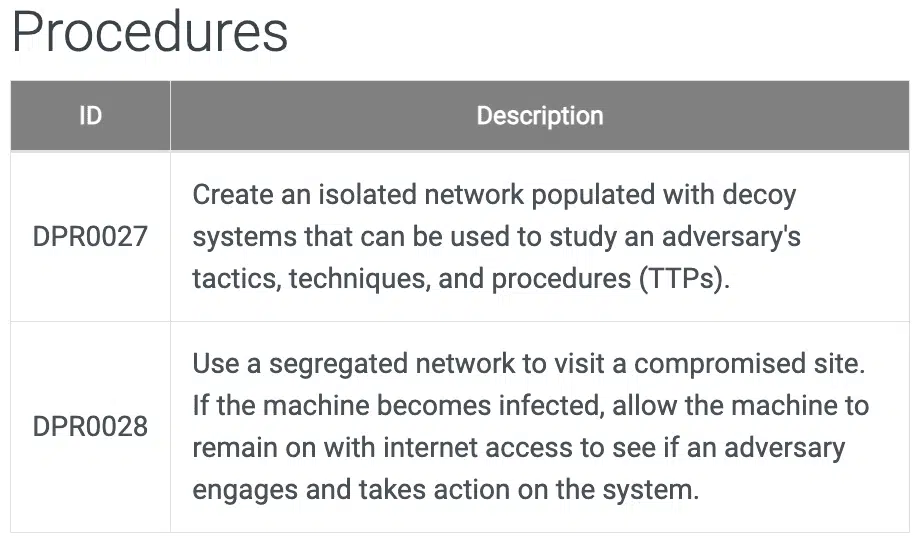 Procedures
ID
Description
DPR0027
Create an isolated network populated with decoy
systems that can be used to study an adversary's
tactics, techniques, and procedures (TTPs).
DPR0028
Use a segregated network to visit a compromised site.
If the machine becomes infected, allow the machine to
remain on with internet access to see if an adversary
engages and takes action on the system.